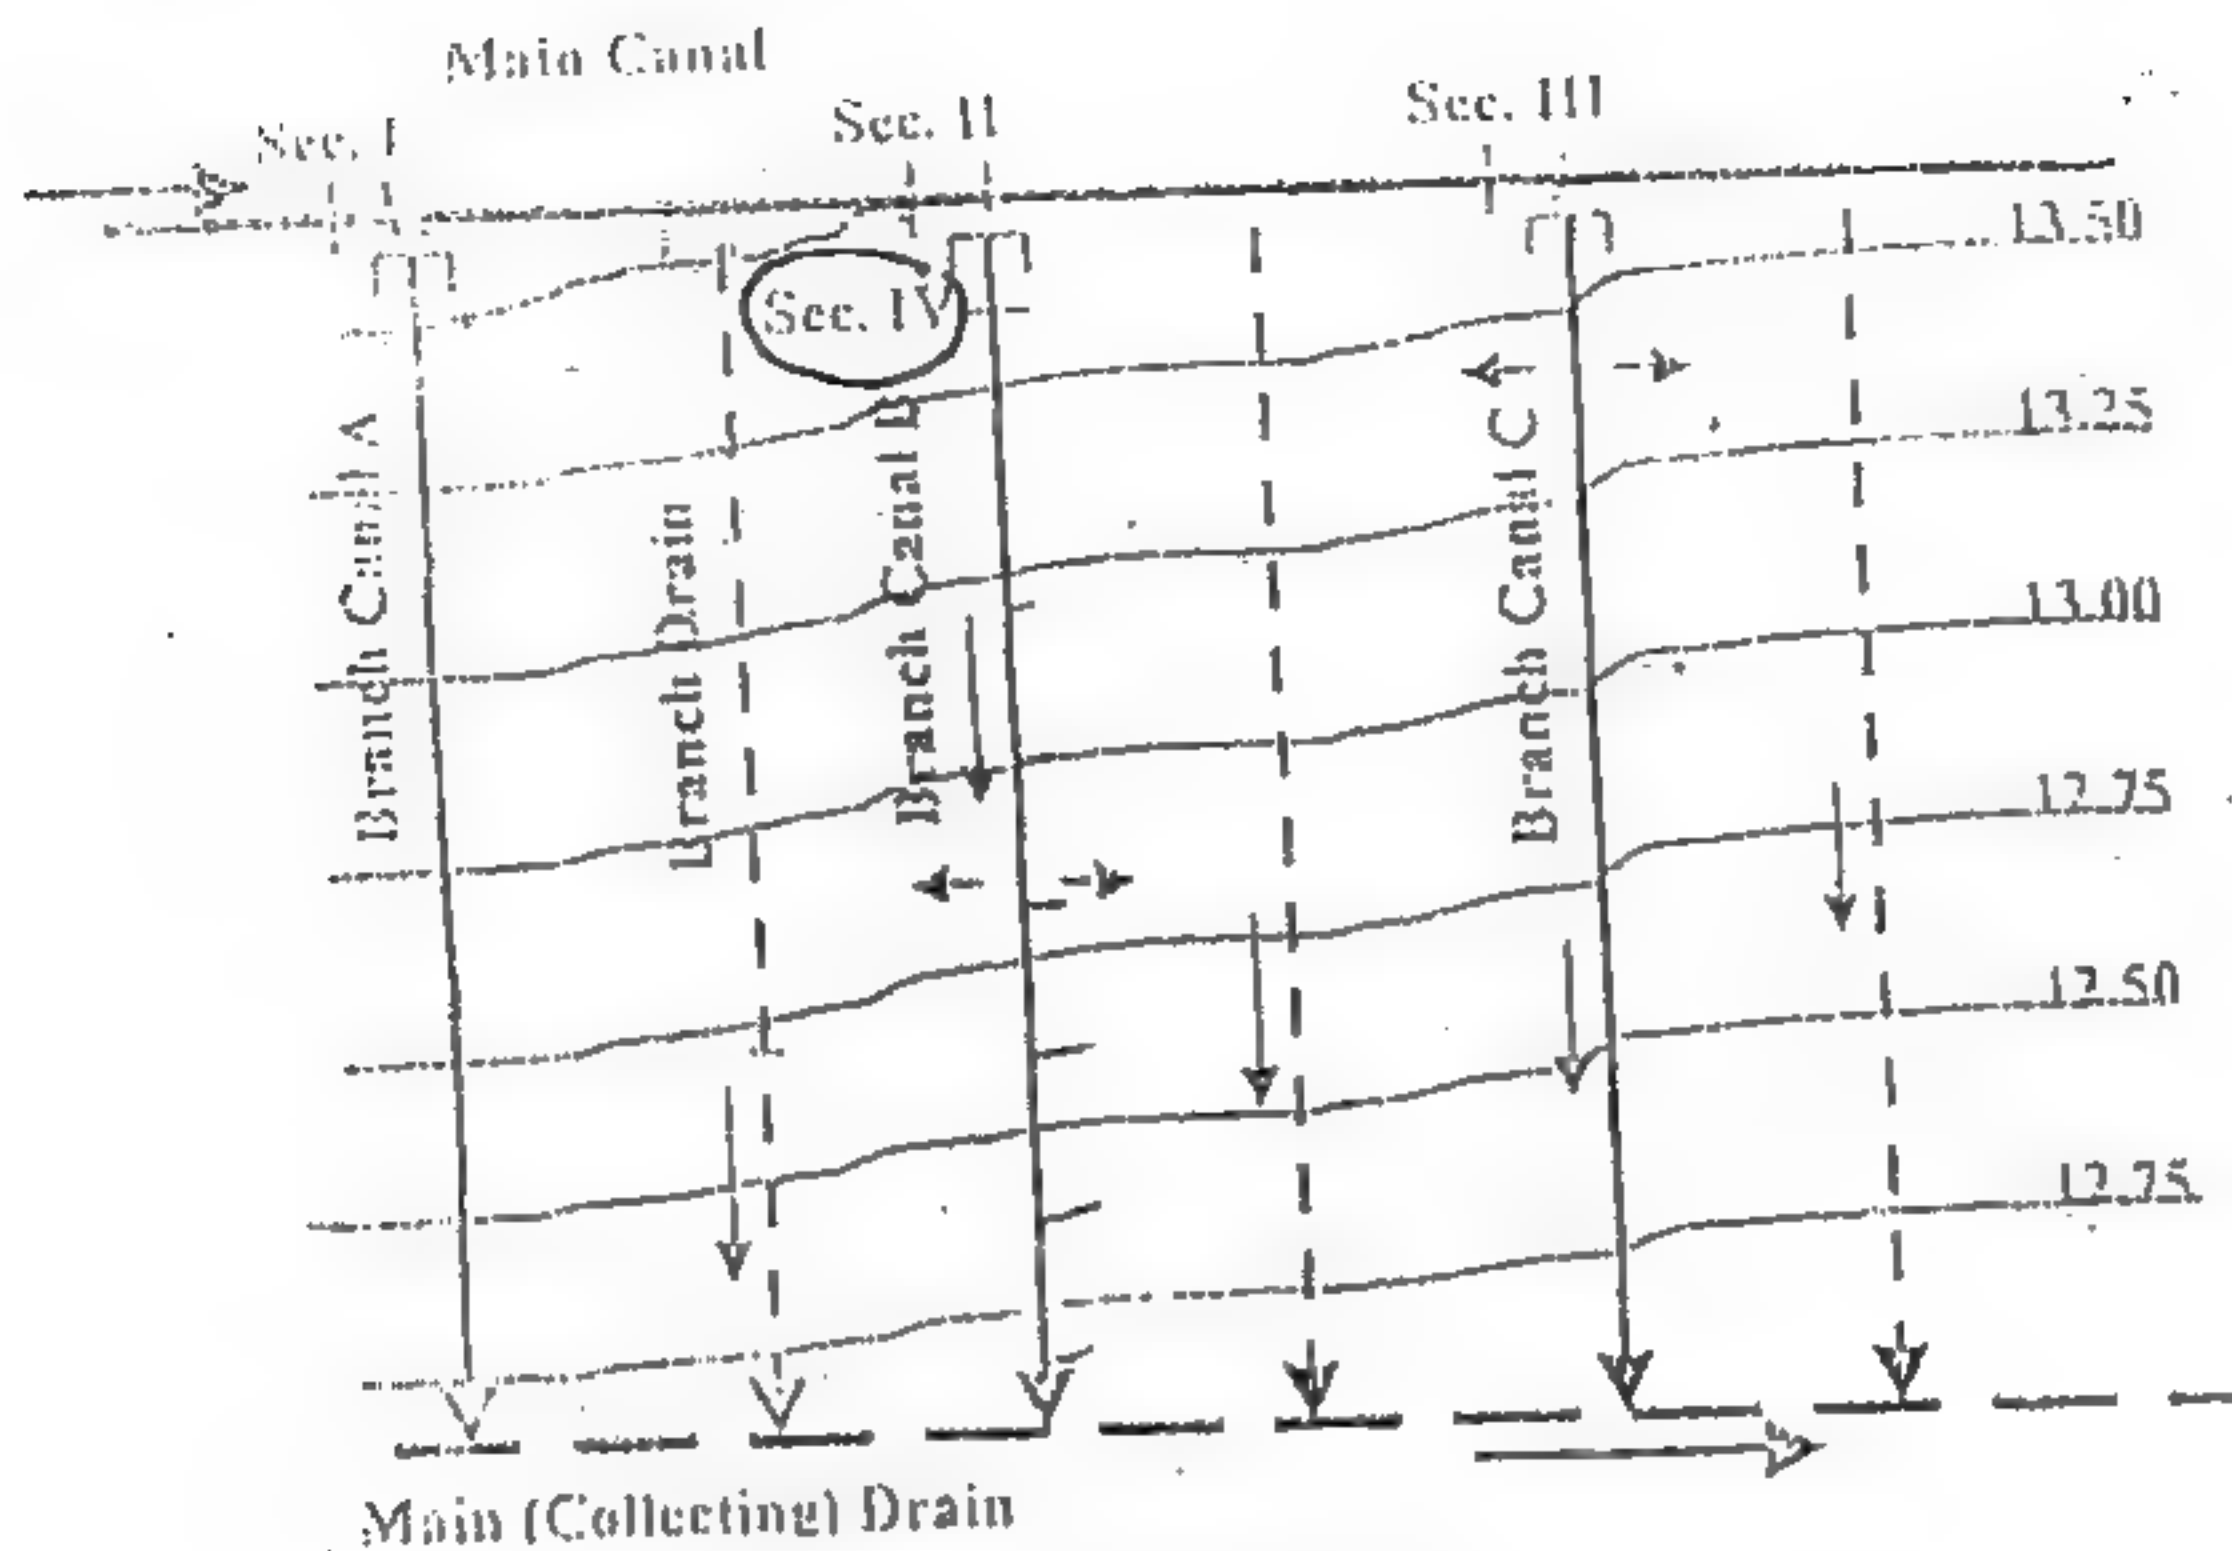 Main Canal
Sec. I
Sec. II
Sec. III
13.50
Sec. IV
13.25
Branch Canal A
Branch Drain
Branch Canal B
Branch Canal C
13.00
12.75
12.50
12.25
Main (Collecting) Drain